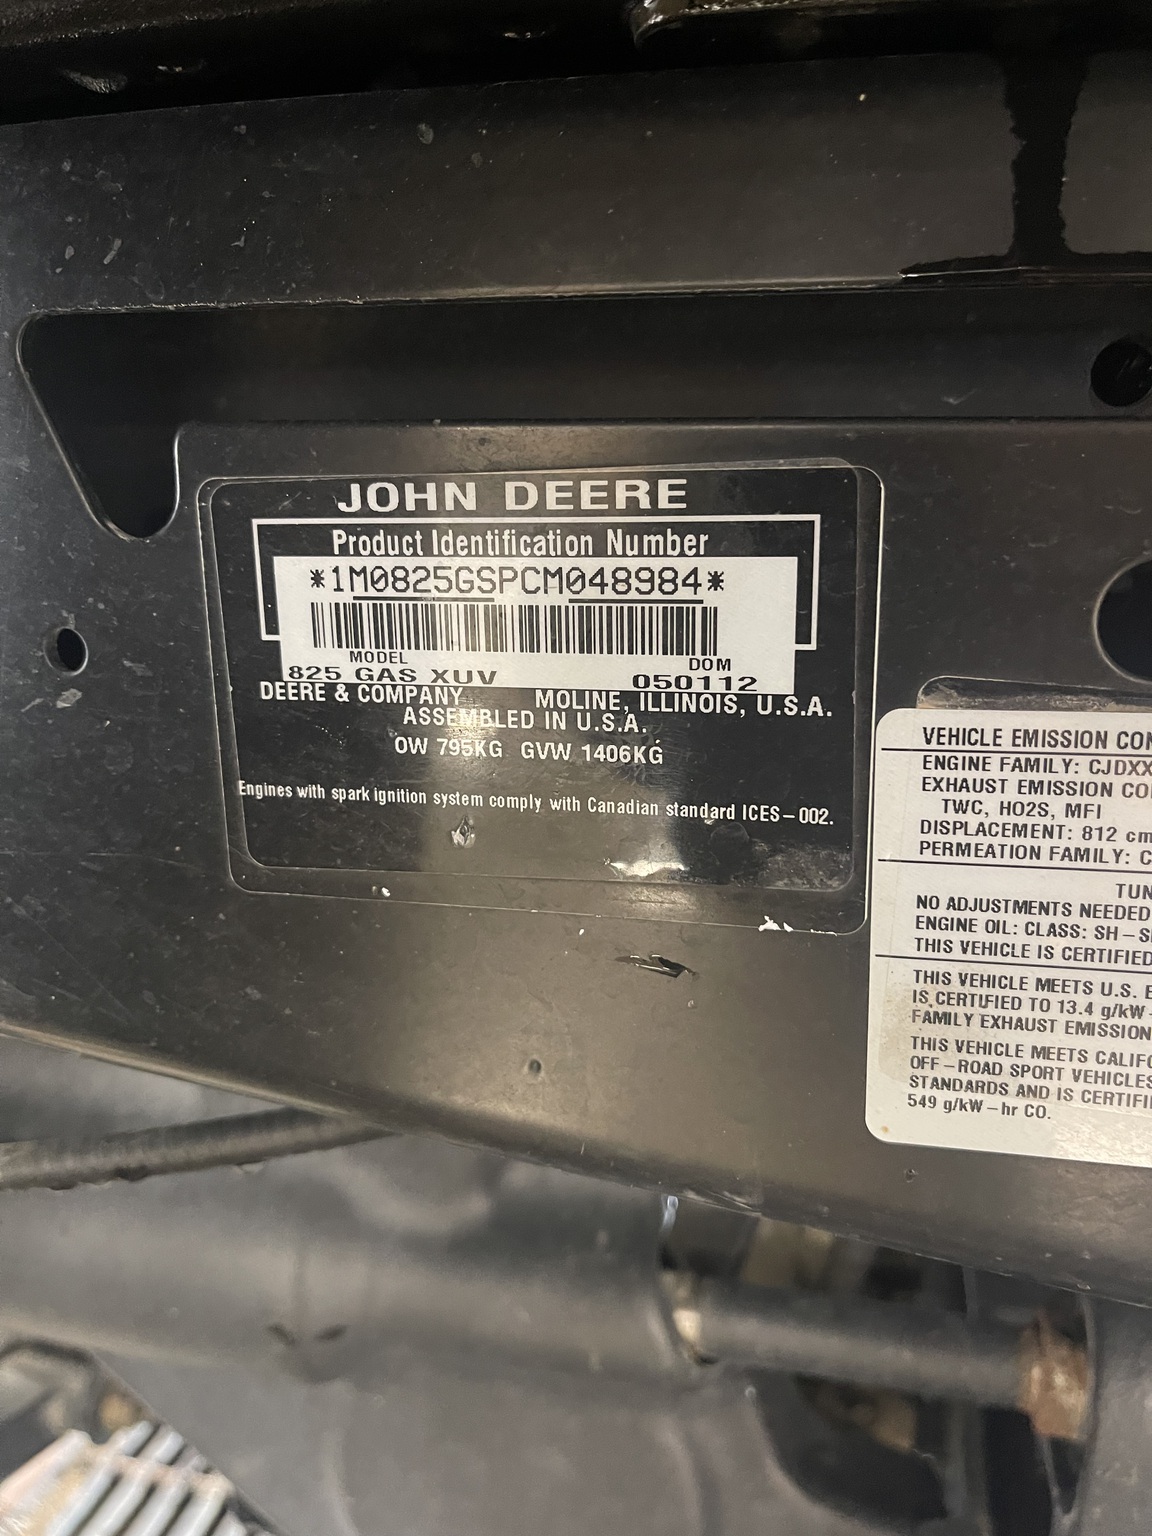 JOHN DEERE
Product Identification Number
*1M0825GSPCM048984*
MODEL DOM
825 GAS XUV 050112
DEERE & COMPANY MOLINE, ILLINOIS, U.S.A.
ASSEMBLED IN U.S.A.
OW 795KG GVW 1406KG
Engines with spark ignition system comply with Canadian standard ICES-002.
VEHICLE EMISSION CON
ENGINE FAMILY: CJDXX
EXHAUST EMISSION CO
TWC, HO2S, MFI
DISPLACEMENT: 812 cm
PERMEATION FAMILY: C
TUN
NO ADJUSTMENTS NEEDED
ENGINE OIL: CLASS: SH-S
THIS VEHICLE IS CERTIFIED
THIS VEHICLE MEETS U.S. E
IS CERTIFIED TO 13.4 g/kW-
FAMILY EXHAUST EMISSION
THIS VEHICLE MEETS CALIFO
OFF-ROAD SPORT VEHICLES
STANDARDS AND IS CERTIFI
549 g/kW-hr CO.